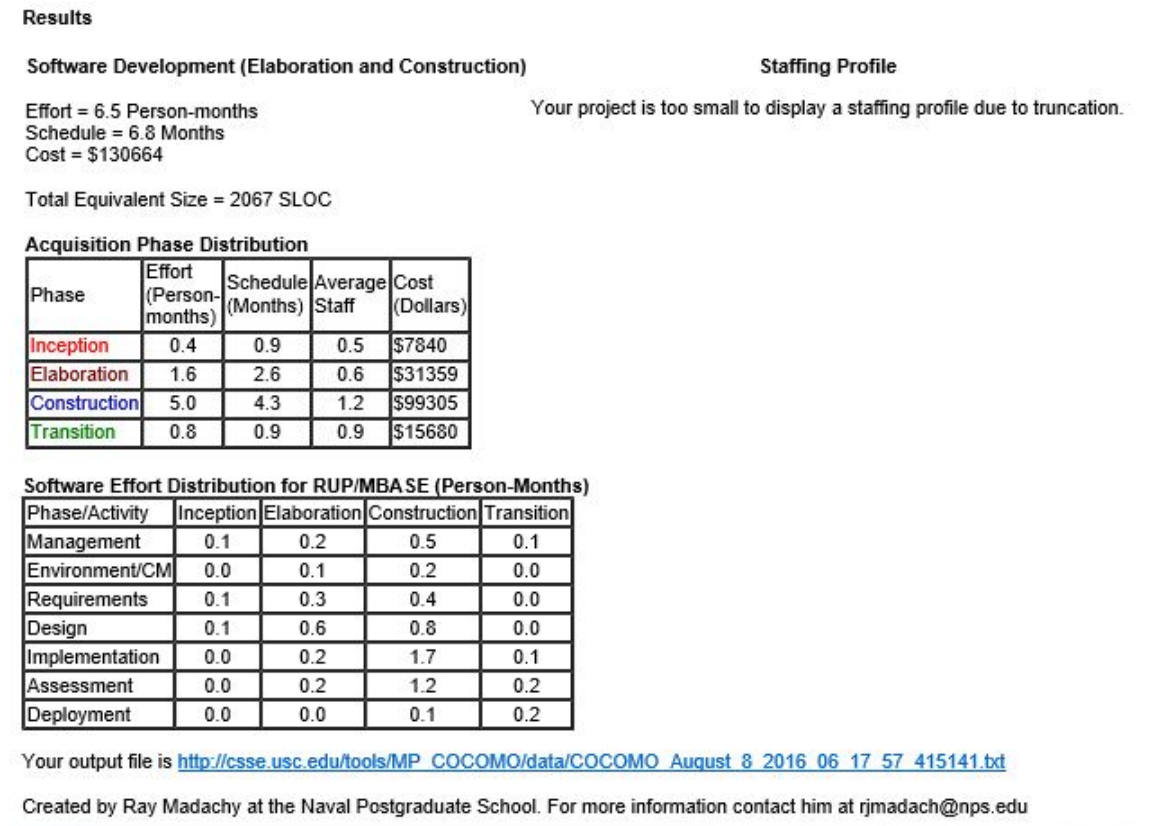 Results
Software Development (Elaboration and Construction)
Staffing Profile
Effort = 6.5 Person-months
Schedule = 6.8 Months
Cost = $130664
Your project is too small to display a staffing profile due to truncation.
Total Equivalent Size = 2067 SLOC
Acquisition Phase Distribution
Phase Effort (Person-months) Schedule (Months) Average Staff Cost (Dollars)
Inception 0.4 0.9 0.5 $7840
Elaboration 1.6 2.6 0.6 $31359
Construction 5.0 4.3 1.2 $99305
Transition 0.8 0.9 0.9 $15680
Software Effort Distribution for RUP/MBASE (Person-Months)
Phase/Activity Inception Elaboration Construction Transition
Management 0.1 0.2 0.5 0.1
Environment/CM 0.0 0.1 0.2 0.0
Requirements 0.1 0.3 0.4 0.0
Design 0.1 0.6 0.8 0.0
Implementation 0.0 0.2 1.7 0.1
Assessment 0.0 0.2 1.2 0.2
Deployment 0.0 0.0 0.1 0.2
Your output file is http://csse.usc.edu/tools/MP_COCOMO/data/COCOMO_August_8_2016_06_17_57_415141.txt
Created by Ray Madachy at the Naval Postgraduate School. For more information contact him at rjmadach@nps.edu